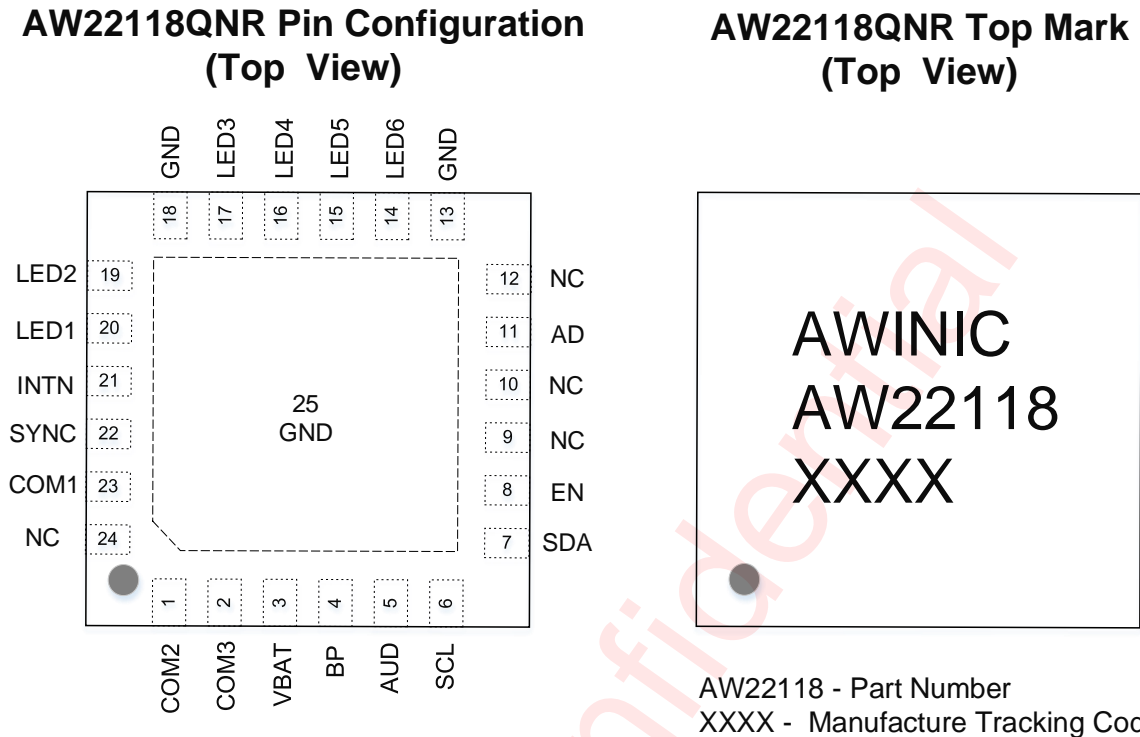 AW22118QNR Pin Configuration
(Top View)
GND LED3 LED4 LED5 LED6 GND
18 17 16 15 14 13
LED2 19
LED1 20
INTN 21
SYNC 22
COM1 23
NC 24
25
GND
12 NC
11 AD
10 NC
9 NC
8 EN
7 SDA
1 2 3 4 5 6
COM2 COM3 VBAT BP AUD SCL
AW22118QNR Top Mark
(Top View)
AWINIC
AW22118
XXXX
AW22118 - Part Number
XXXX - Manufacture Tracking
nfidential